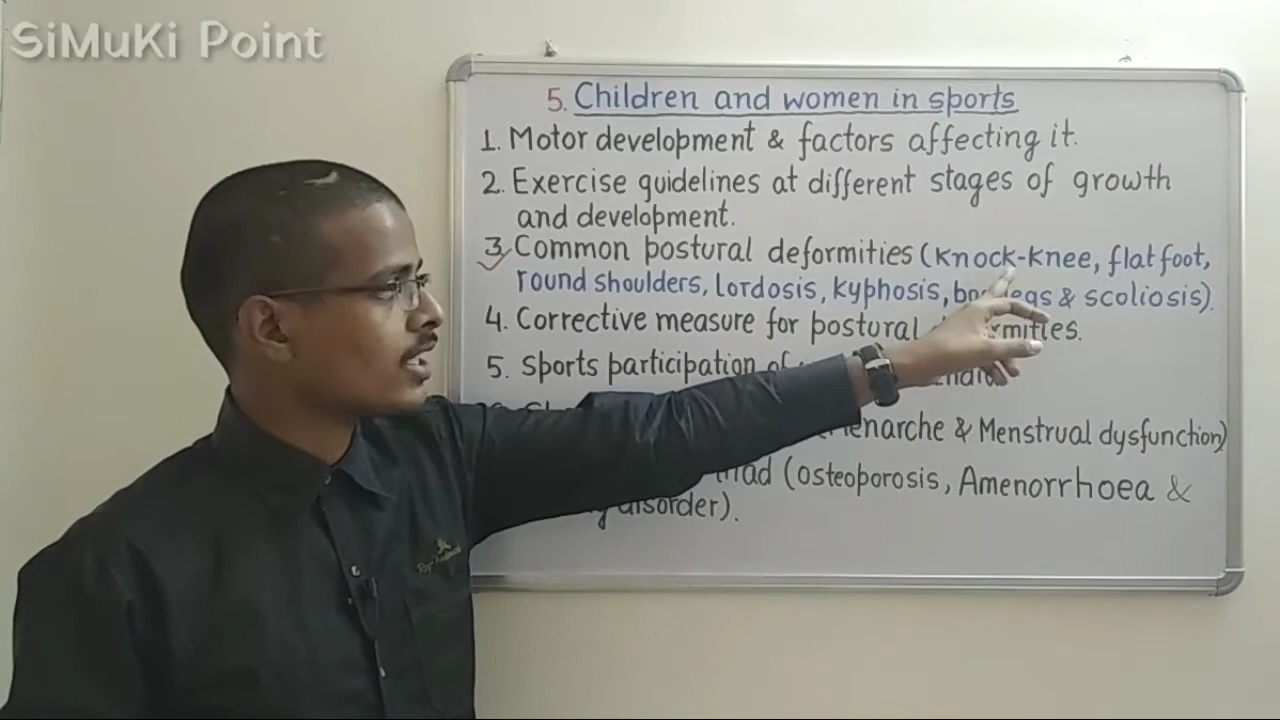 SiMuKi Point
5. Children and women in sports
1. Motor development & factors affecting it.
2. Exercise guidelines at different stages of growth
and development.
3. Common postural deformities (Knock-Knee, flat foot,
round shoulders, Lordosis, Kyphosis, & scoliosis).
4. Corrective measure for postural
5. Sports participation
& Menstrual dysfunction)
(osteoporosis, Amenorrhoea &
disorder).